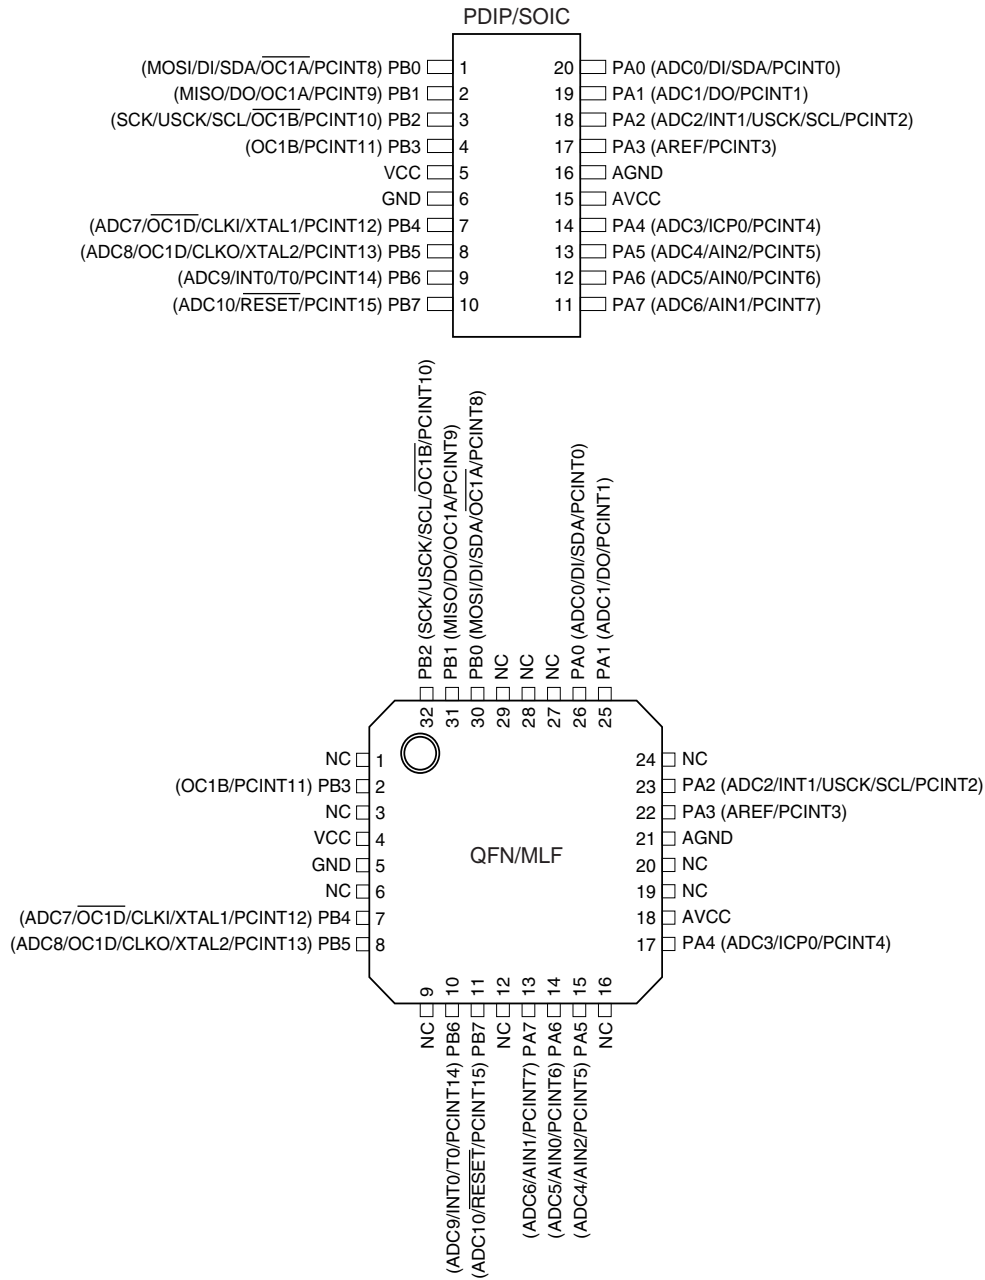 PDIP/SOIC
(MOSI/DI/SDA/OC1A/PCINT8) PB0 1 20 PA0 (ADC0/DI/SDA/PCINT0)
(MISO/DO/OC1A/PCINT9) PB1 2 19 PA1 (ADC1/DO/PCINT1)
(SCK/USCK/SCL/OC1B/PCINT10) PB2 3 18 PA2 (ADC2/INT1/USCK/SCL/PCINT2)
(OC1B/PCINT11) PB3 4 17 PA3 (AREF/PCINT3)
VCC 5 16 AGND
GND 6 15 AVCC
(ADC7/OC1D/CLKI/XTAL1/PCINT12) PB4 7 14 PA4 (ADC3/ICP0/PCINT4)
(ADC8/OC1D/CLKO/XTAL2/PCINT13) PB5 8 13 PA5 (ADC4/AIN2/PCINT5)
(ADC9/INT0/T0/PCINT14) PB6 9 12 PA6 (ADC5/AIN0/PCINT6)
(ADC10/RESET/PCINT15) PB7 10 11 PA7 (ADC6/AIN1/PCINT7)
32 PB2 (SCK/USCK/SCL/OC1B/PCINT10)
31 PB1 (MISO/DO/OC1A/PCINT9)
30 PB0 (MOSI/DI/SDA/OC1A/PCINT8)
29 NC
28 NC
27 NC
26 PA0 (ADC0/DI/SDA/PCINT0)
25 PA1 (ADC1/DO/PCINT1)
NC 1 24 NC
(OC1B/PCINT11) PB3 2 23 PA2 (ADC2/INT1/USCK/SCL/PCINT2)
NC 3 22 PA3 (AREF/PCINT3)
VCC 4 21 AGND
GND 5 20 NC
QFN/MLF
NC 6 19 NC
(ADC7/OC1D/CLKI/XTAL1/PCINT12) PB4 7 18 AVCC
(ADC8/OC1D/CLKO/XTAL2/PCINT13) PB5 8 17 PA4 (ADC3/ICP0/PCINT4)
NC 9
(ADC9/INT0/T0/PCINT14) PB6 10
(ADC10/RESET/PCINT15) PB7 11
NC 12
(ADC6/AIN1/PCINT7) PA7 13
(ADC5/AIN0/PCINT6) PA6 14
(ADC4/AIN2/PCINT5) PA5 15
NC 16